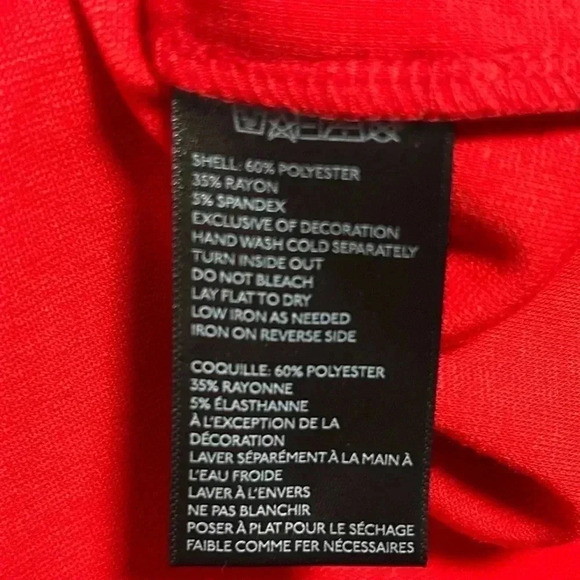 SHELL: 60% POLYESTER
35% RAYON
5% SPANDEX
EXCLUSIVE OF DECORATION
HAND WASH COLD SEPARATELY
TURN INSIDE OUT
DO NOT BLEACH
LAY FLAT TO DRY
LOW IRON AS NEEDED
IRON ON REVERSE SIDE
COQUILLE: 60% POLYESTER
35% RAYONNE
5% ÉLASTHANNE
À L'EXCEPTION DE LA
DÉCORATION
LAVER SÉPARÉMENT À LA MAIN À
L'EAU FROIDE
LAVER À L'ENVERS
NE PAS BLANCHIR
POSER À PLAT POUR LE SÉCHAGE
FAIBLE COMME FER NÉCESSAIRES